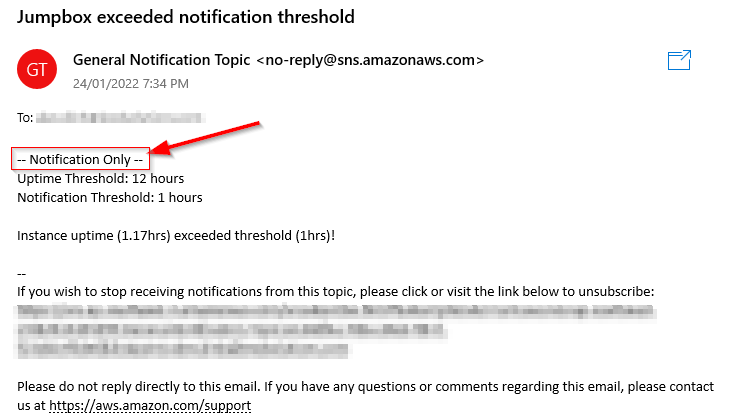 Jumpbox exceeded notification threshold
GT
General Notification Topic <no-reply@sns.amazonaws.com>
24/01/2022 7:34 PM
To:
-- Notification Only --
Uptime Threshold: 12 hours
Notification Threshold: 1 hours
Instance uptime (1.17hrs) exceeded threshold (1hrs)!
--
If you wish to stop receiving notifications from this topic, please click or visit the link below to unsubscribe:
Please do not reply directly to this email. If you have any questions or comments regarding this email, please contact
us at https://aws.amazon.com/support